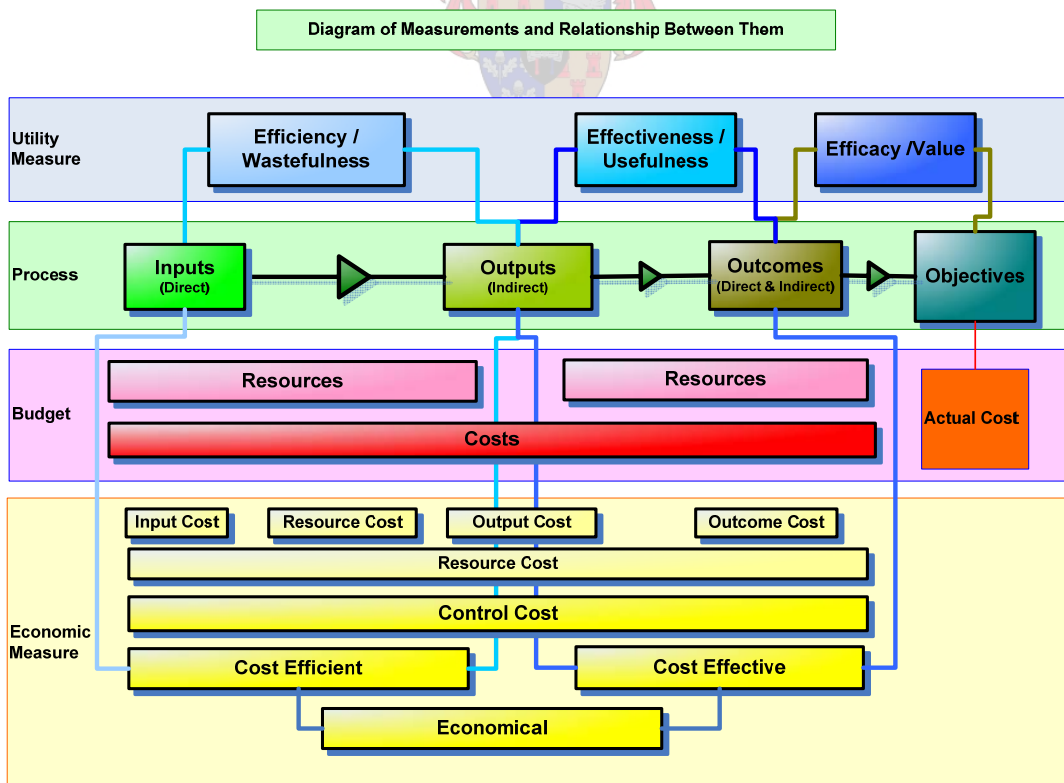 Diagram of Measurements and Relationship Between Them
Utility
Measure
Efficiency /
Wastefulness
Effectiveness /
Usefulness
Efficacy /Value
Process
Inputs
(Direct)
Outputs
(Indirect)
Outcomes
(Direct & Indirect)
Objectives
Budget
Resources
Resources
Costs
Actual Cost
Economic
Measure
Input Cost
Resource Cost
Output Cost
Outcome Cost
Resource Cost
Control Cost
Cost Efficient
Cost Effective
Economical